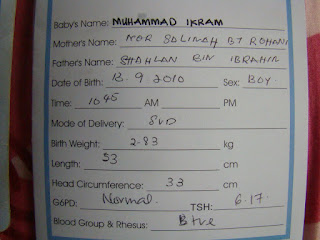 Baby's Name: MUHAMMAD IKRAM
Mother's Name: NOR SALIMAH BT ROHANI
Father's Name: SHAHLAN BIN IBRAHIM
Date of Birth: 13.9.2010 Sex: BOY.
Time: 1045 AM PM
Mode of Delivery: SVD
Birth Weight: 2.83 kg
Length: 53 cm
Head Circumference: 33 cm
G6PD: Normal. TSH: 6.17.
Blood Group & Rhesus: B+ve